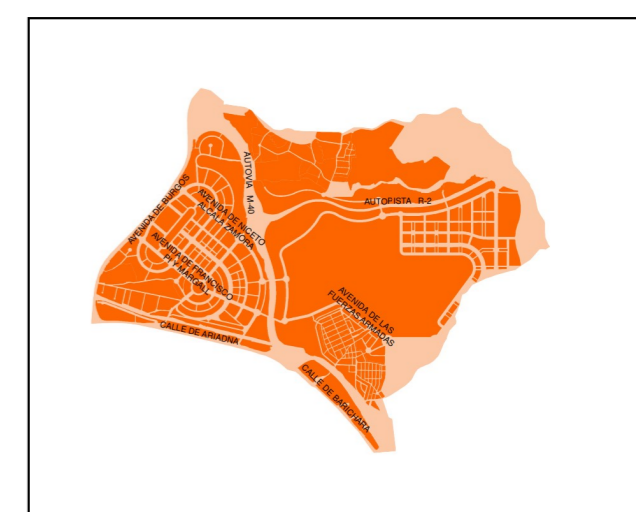 AUTOVIA M-40
AUTOPISTA R-2
AVENIDA DE BURGOS
AVENIDA DE NICETO
ALCALA ZAMORA
AVENIDA DE FRANCISCO
PI Y MARGALL
AVENIDA DE LAS
FUERZAS ARMADAS
CALLE DE ARIADNA
CALLE DE BARICHARA